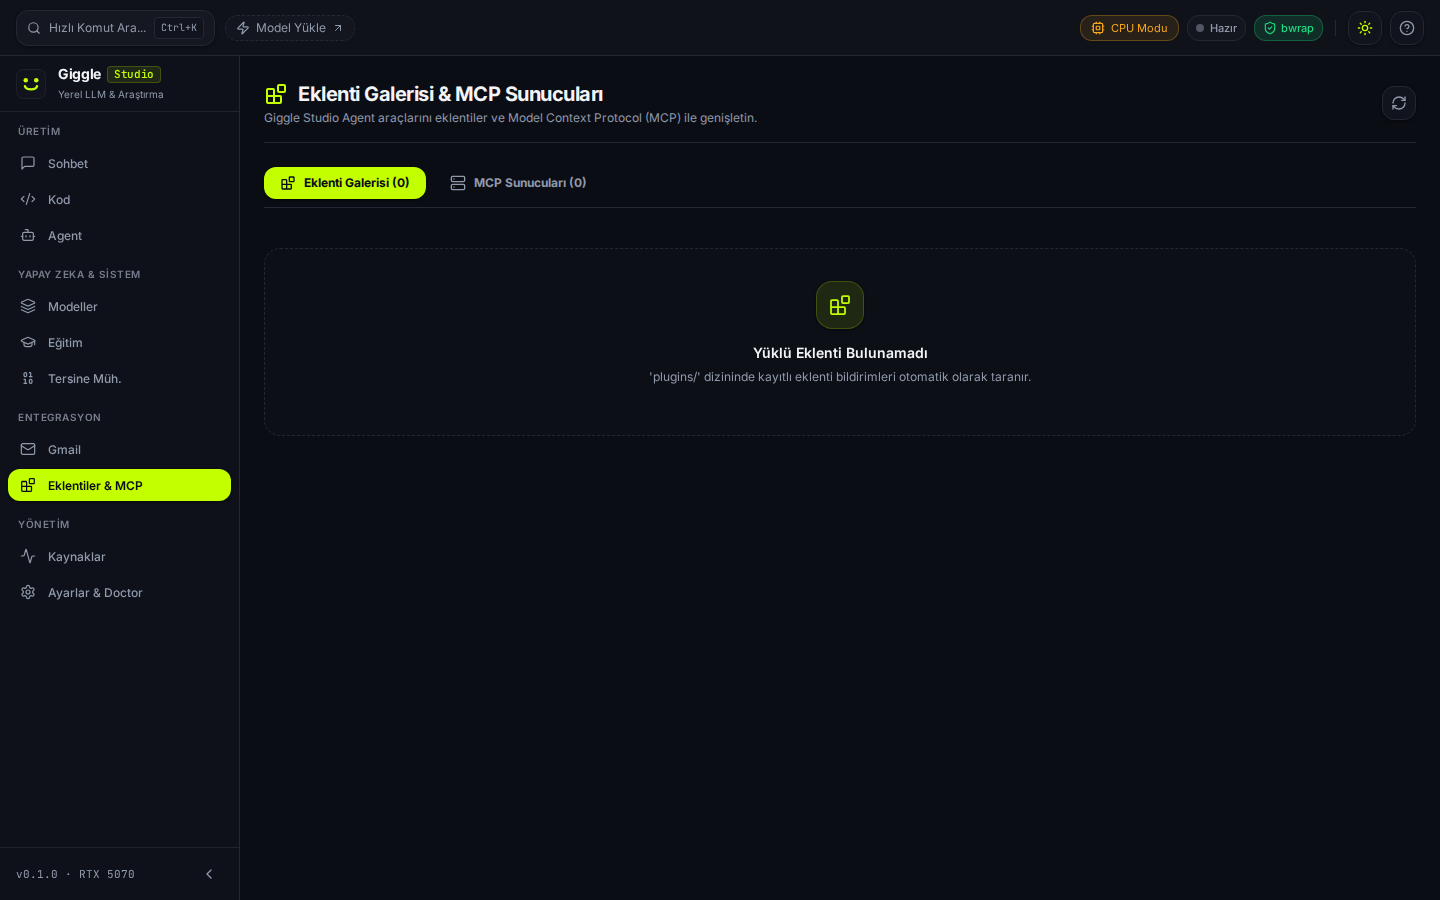 Hızlı Komut Ara... Ctrl+K
Model Yükle
CPU Modu
Hazır
bwrap
Giggle Studio
Yerel LLM & Araştırma
ÜRETİM
Sohbet
Kod
Agent
YAPAY ZEKA & SİSTEM
Modeller
Eğitim
Tersine Müh.
ENTEGRASYON
Gmail
Eklentiler & MCP
YÖNETİM
Kaynaklar
Ayarlar & Doctor
v0.1.0 · RTX 5070
Eklenti Galerisi & MCP Sunucuları
Giggle Studio Agent araçlarını eklentiler ve Model Context Protocol (MCP) ile genişletin.
Eklenti Galerisi (0)
MCP Sunucuları (0)
Yüklü Eklenti Bulunamadı
'plugins/' dizininde kayıtlı eklenti bildirimleri otomatik olarak taranır.